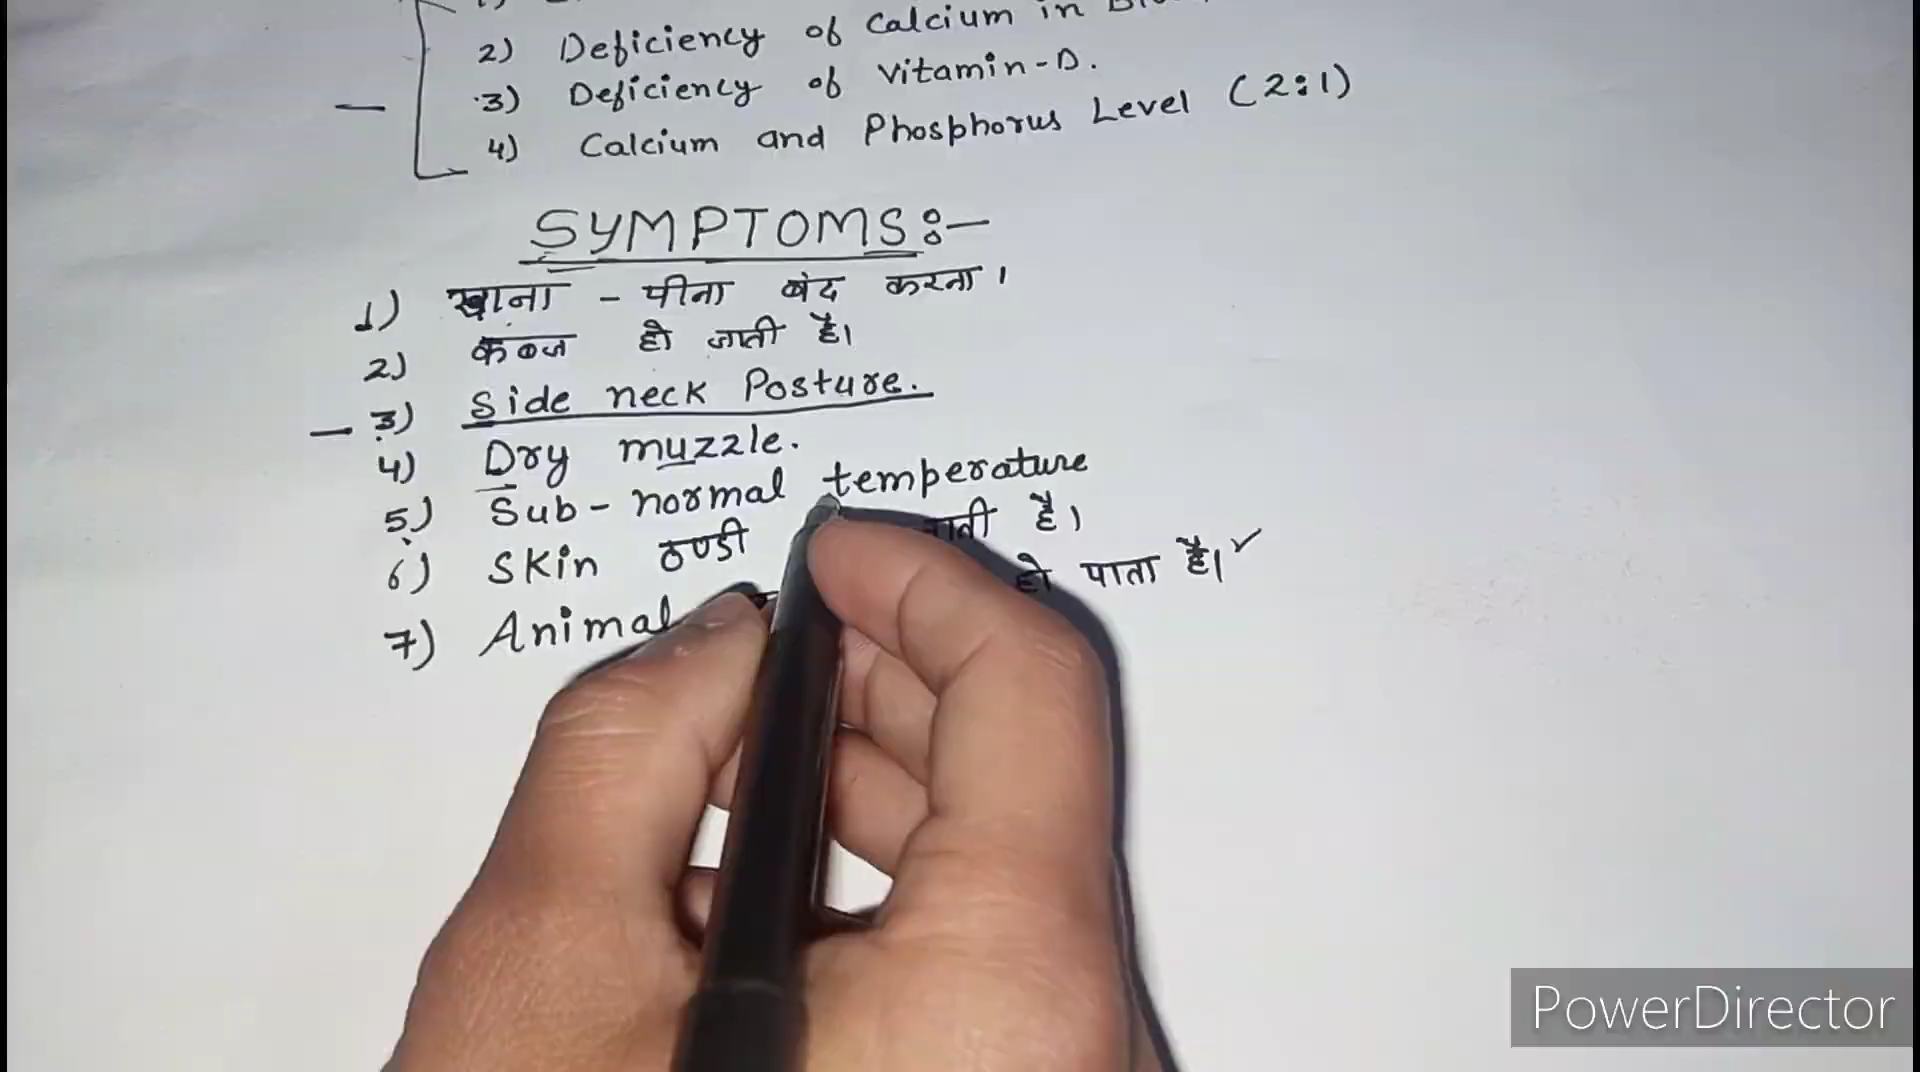 2) Deficiency of Calcium in
3) Deficiency of Vitamin-D.
4) Calcium and Phosphorus Level (2:1)
SYMPTOMS:-
1) खाना - पीना बंद करना।
2) कब्ज हो जाती है।
3) Side neck Posture.
4) Dry muzzle.
5) Sub-normal temperature
6) Skin ठण्डी है।
7) Animal हो पाता है।
PowerDirector